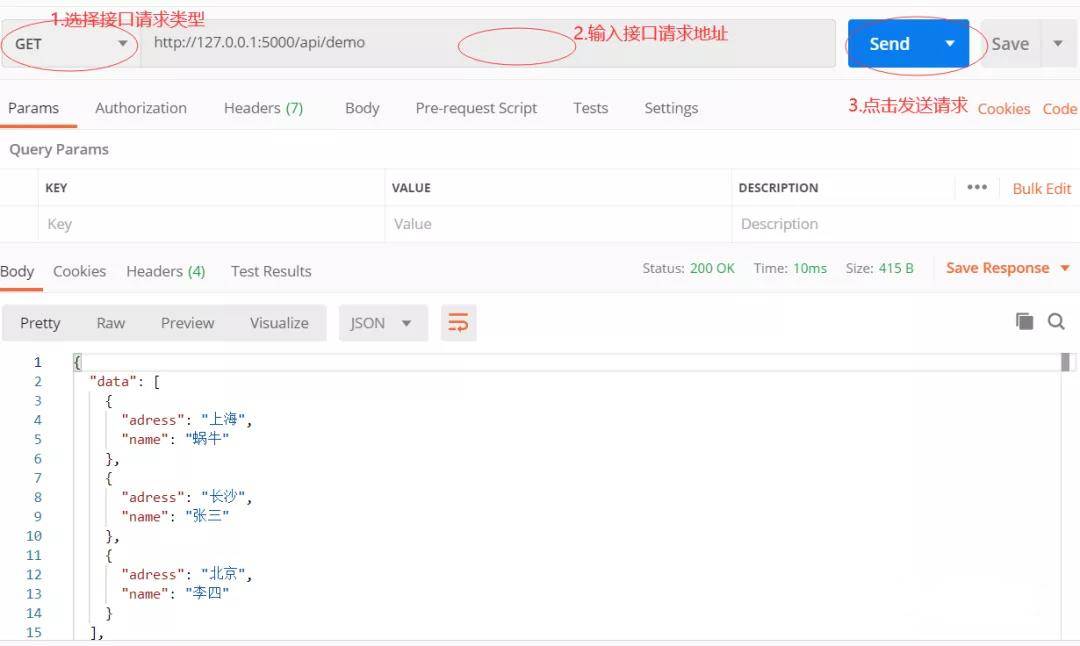 1.选择接口请求类型
GET http://127.0.0.1:5000/api/demo 2.输入接口请求地址 Send Save
Params Authorization Headers (7) Body Pre-request Script Tests Settings 3.点击发送请求 Cookies Code
Query Params
KEY VALUE DESCRIPTION ••• Bulk Edit
Key Value Description
Body Cookies Headers (4) Test Results Status: 200 OK Time: 10ms Size: 415 B Save Response
Pretty Raw Preview Visualize JSON
1 {
2 "data": [
3 {
4 "adress": "上海",
5 "name": "蜗牛"
6 },
7 {
8 "adress": "长沙",
9 "name": "张三"
10 },
11 {
12 "adress": "北京",
13 "name": "李四"
14 }
15 ],